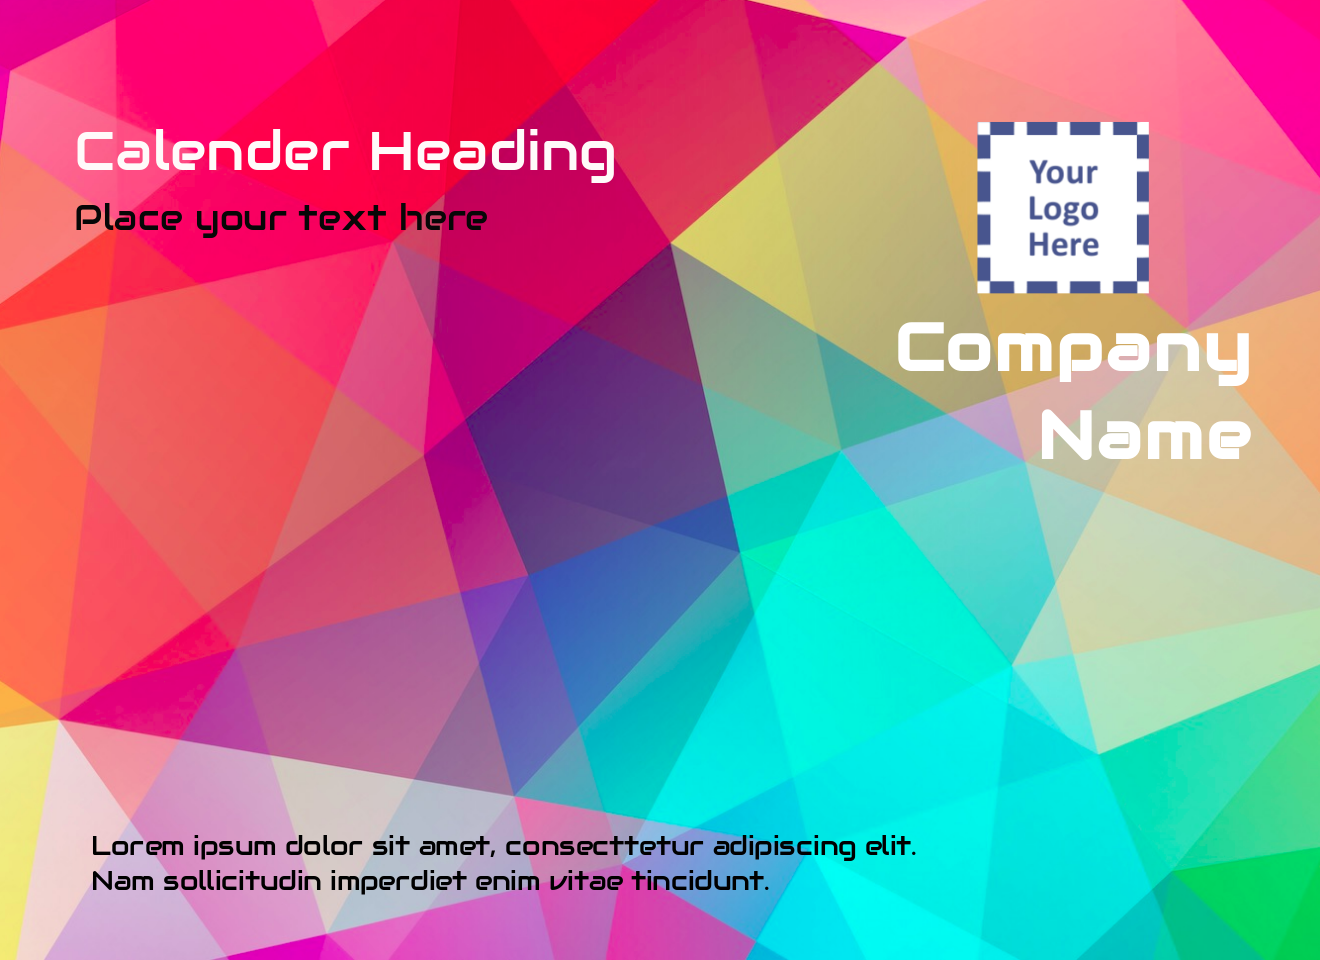 Calender Heading
Place your text here
Your
Logo
Here
Company
Name
Lorem ipsum dolor sit amet, consecttetur adipiscing elit.
Nam sollicitudin imperdiet enim vitae tincidunt.